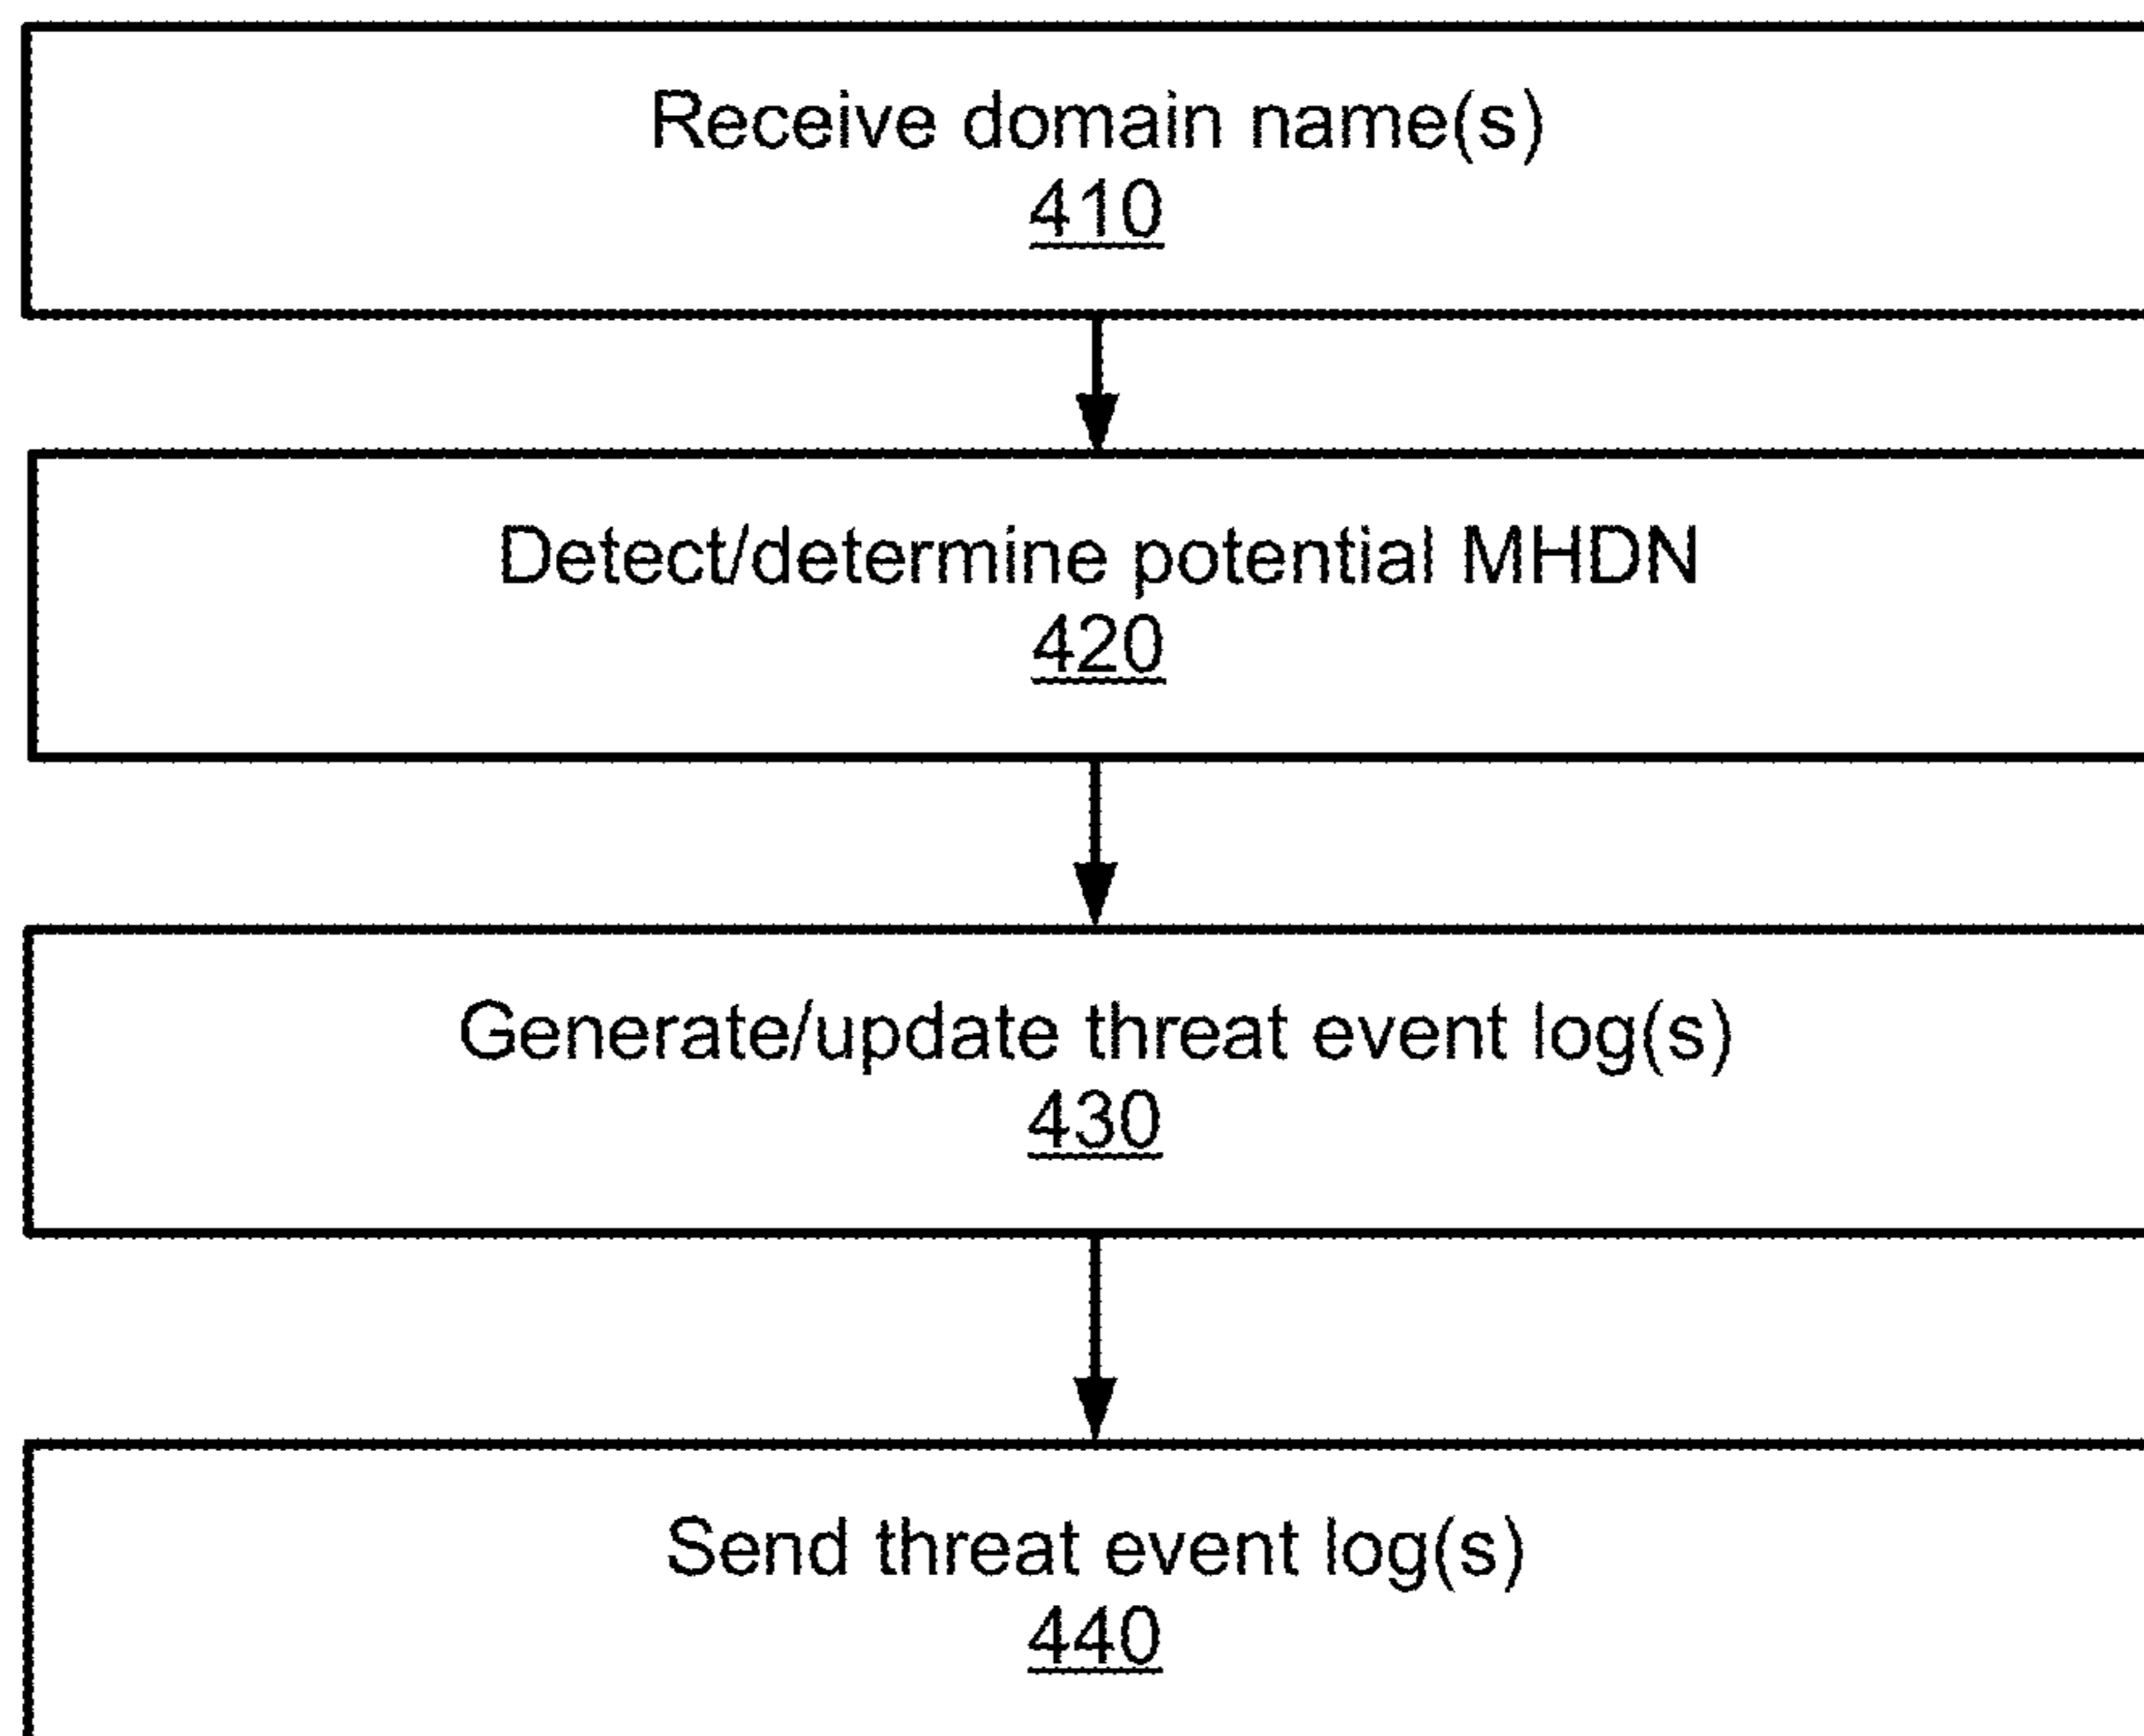 Receive domain name(s)
410
Detect/determine potential MHDN
420
Generate/update threat event log(s)
430
Send threat event log(s)
440